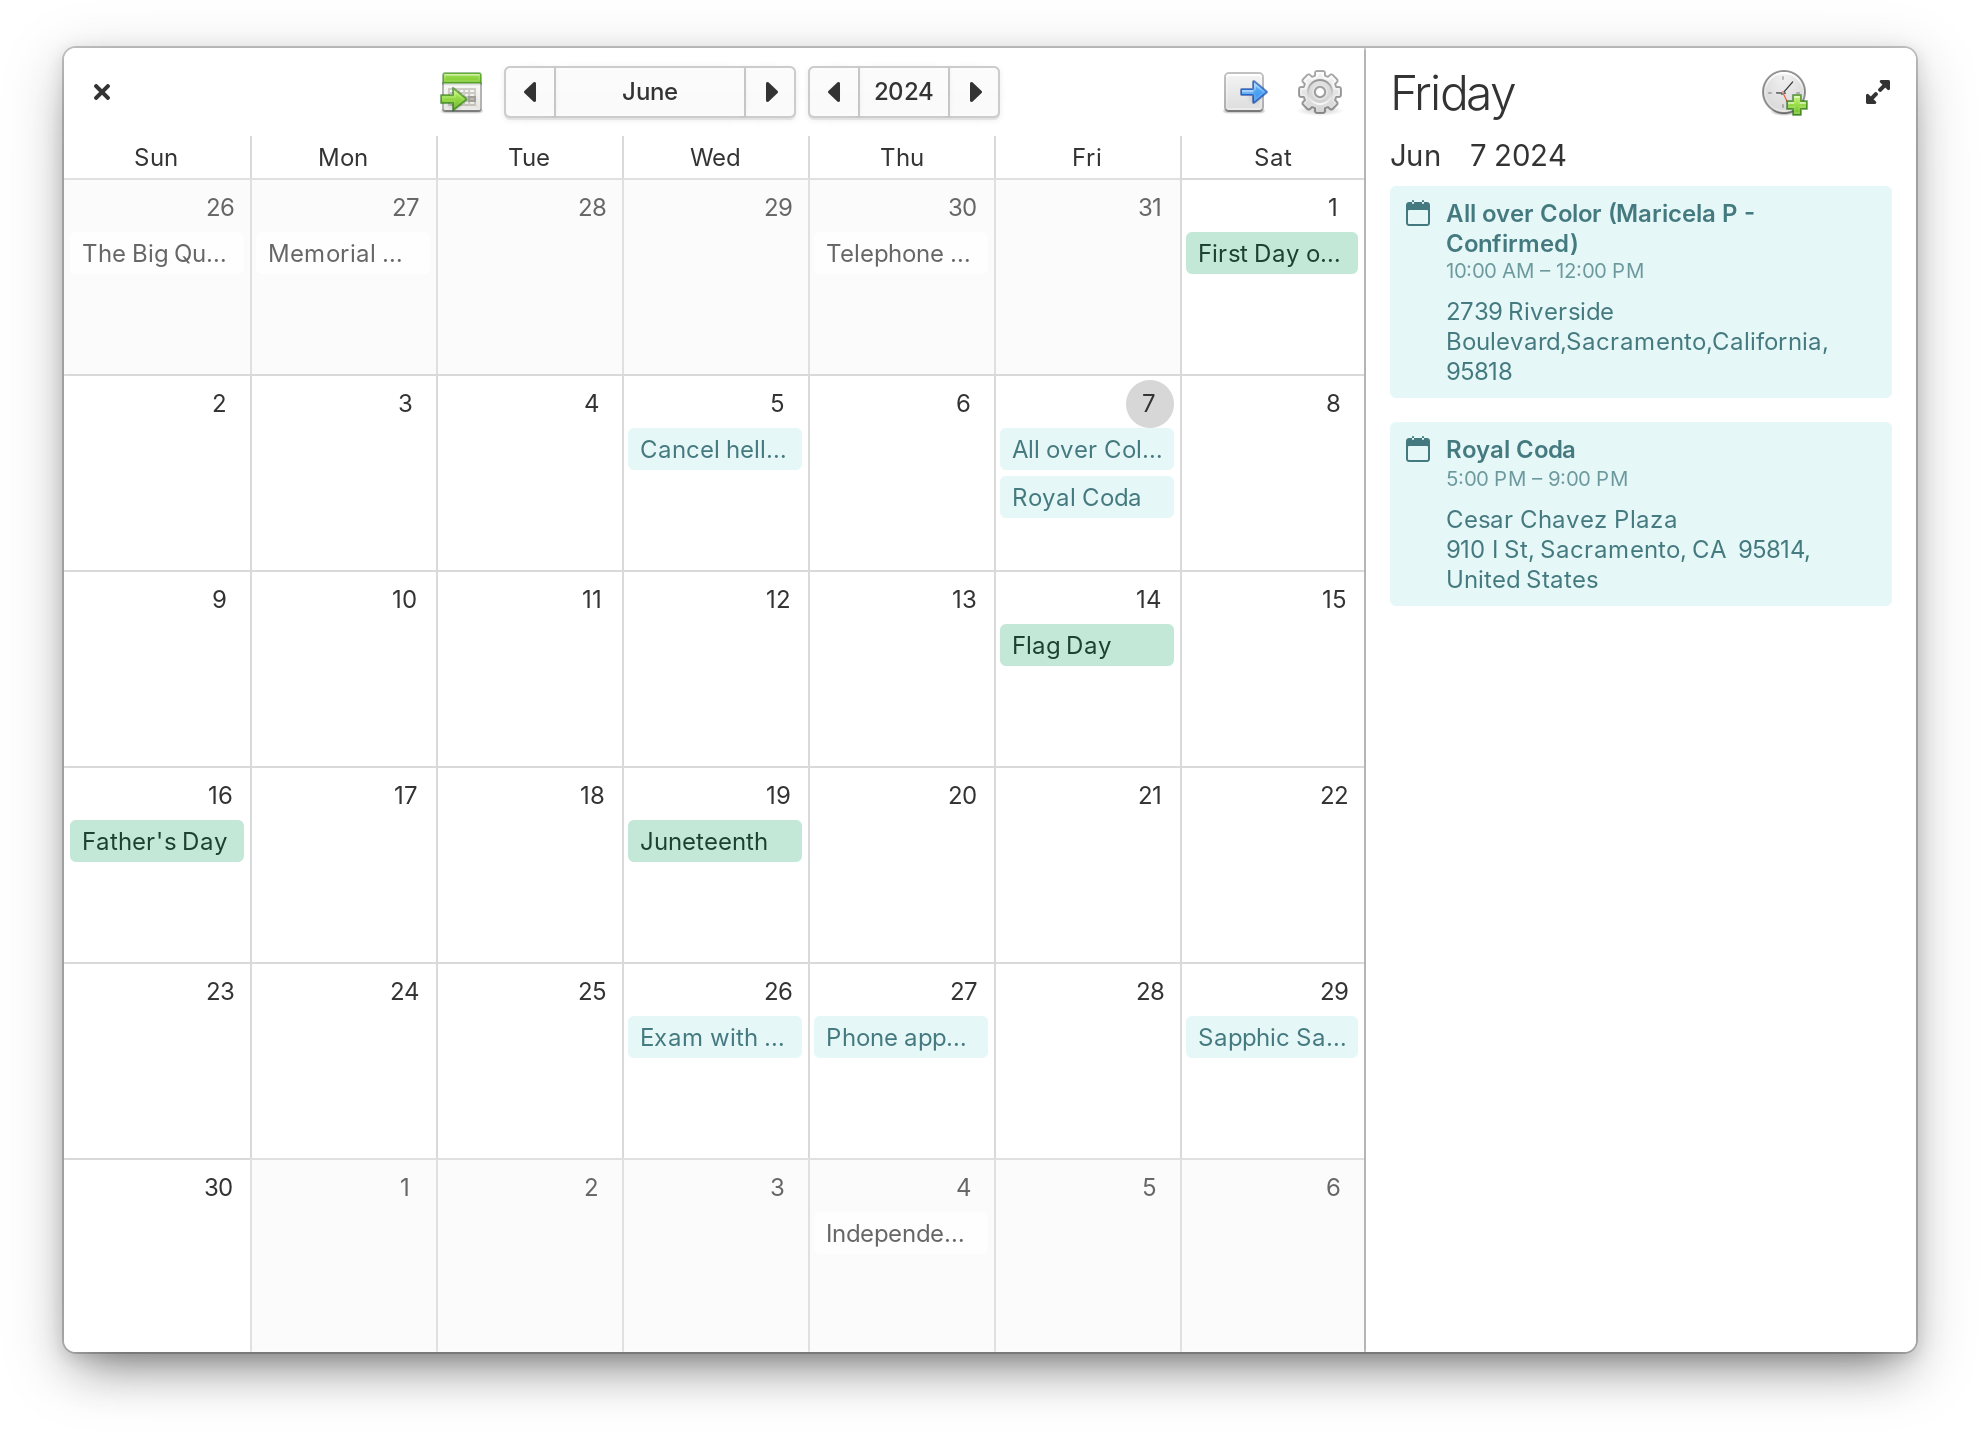 June
2024
Sun Mon Tue Wed Thu Fri Sat
26 27 28 29 30 31 1
The Big Qu... Memorial ... Telephone ... First Day o...
2 3 4 5 6 7 8
Cancel hell... All over Col...
Royal Coda
9 10 11 12 13 14 15
Flag Day
16 17 18 19 20 21 22
Father's Day Juneteenth
23 24 25 26 27 28 29
Exam with ... Phone app... Sapphic Sa...
30 1 2 3 4 5 6
Independe...
Friday
Jun 7 2024
All over Color (Maricela P -
Confirmed)
10:00 AM – 12:00 PM
2739 Riverside
Boulevard,Sacramento,California,
95818
Royal Coda
5:00 PM – 9:00 PM
Cesar Chavez Plaza
910 I St, Sacramento, CA  95814,
United States